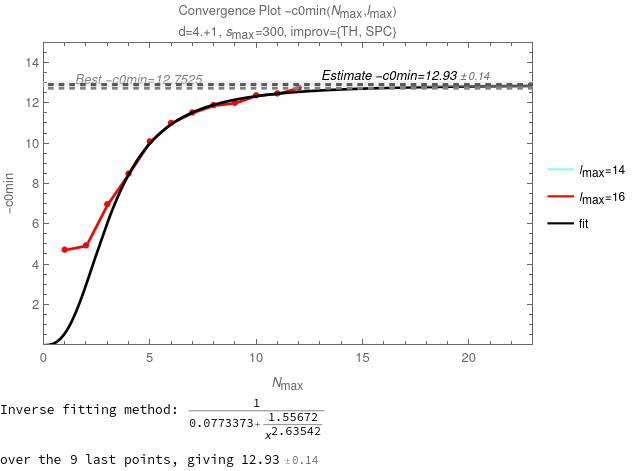 Convergence Plot −c0min(Nmax,lmax)
d=4.+1, smax=300, improv={TH, SPC}
Best −c0min=12.7525
Estimate −c0min=12.93 ±0.14
14
12
10
8
6
4
2
−c0min
0
5
10
15
20
Nmax
lmax=14
lmax=16
fit
Inverse fitting method:
1
0.0773373+
1.55672
x2.63542
over the 9 last points, giving 12.93 ±0.14